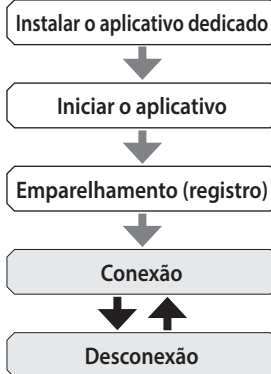 Instalar o aplicativo dedicado
Iniciar o aplicativo
Emparelhamento (registro)
Conexão
Desconexão